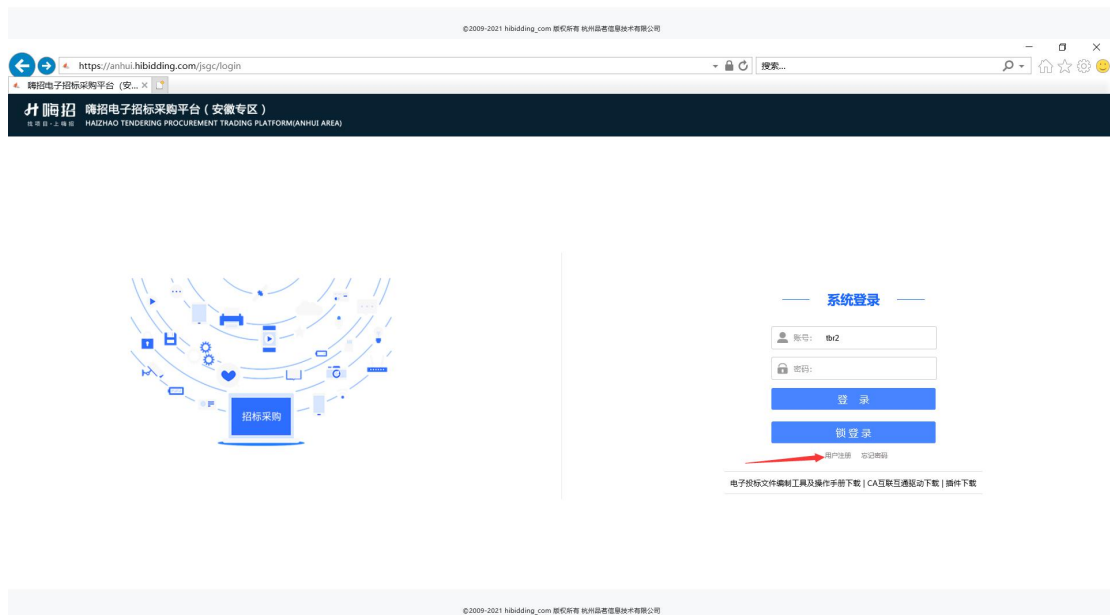 ©2009-2021 hibidding_com 版权所有 杭州品茗信息技术有限公司
https://anhui.hibidding.com/jsgc/login
搜索...
嗨招电子招标采购平台 (安...
嗨招
找项目·上嗨招
嗨招电子招标采购平台(安徽专区)
HAIZHAO TENDERING PROCUREMENT TRADING PLATFORM(ANHUI AREA)
招标采购
系统登录
账号: tbr2
密码:
登 录
锁登录
用户注册 忘记密码
电子投标文件编制工具及操作手册下载 | CA互联互通驱动下载 | 插件下载
©2009-2021 hibidding_com 版权所有 杭州品茗信息技术有限公司